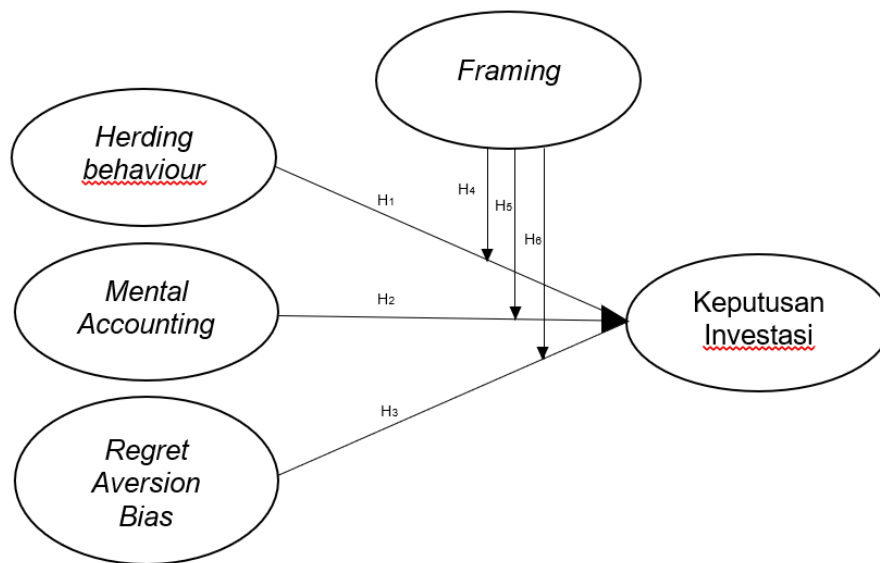 Framing
Herding
behaviour
H1
H4
H5
H6
Mental
Accounting
H2
Keputusan
Investasi
H3
Regret
Aversion
Bias